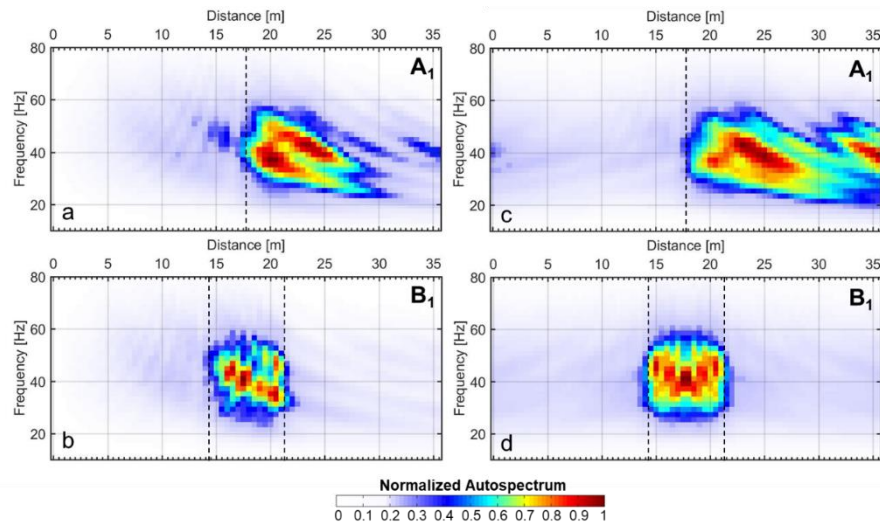 Distance [m]
0 5 10 15 20 25 30 35
80
60
40
20
Frequency [Hz]
A1
a
Distance [m]
0 5 10 15 20 25 30 35
80
60
40
20
Frequency [Hz]
A1
c
Distance [m]
0 5 10 15 20 25 30 35
80
60
40
20
Frequency [Hz]
B1
b
Distance [m]
0 5 10 15 20 25 30 35
80
60
40
20
Frequency [Hz]
B1
d
Normalized Autospectrum
0 0.1 0.2 0.3 0.4 0.5 0.6 0.7 0.8 0.9 1